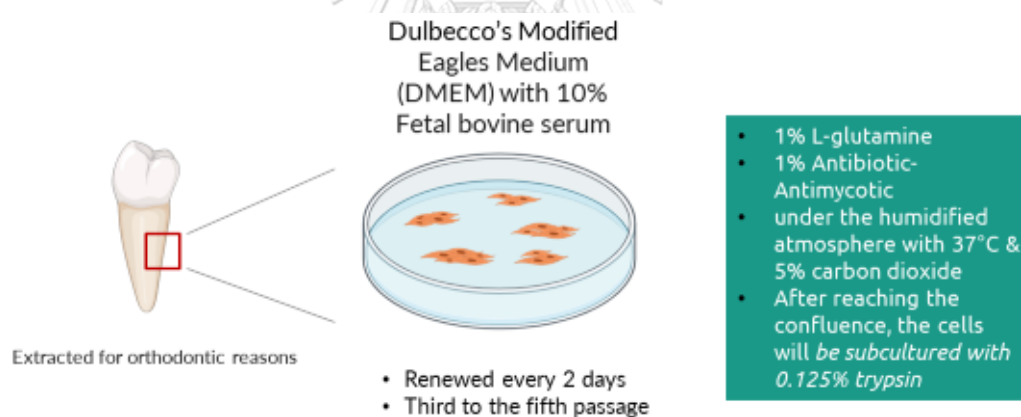 Dulbecco's Modified
Eagles Medium
(DMEM) with 10%
Fetal bovine serum
Extracted for orthodontic reasons
• Renewed every 2 days
• Third to the fifth passage
• 1% L-glutamine
• 1% Antibiotic-
Antimycotic
• under the humidified
atmosphere with 37°C &
5% carbon dioxide
• After reaching the
confluence, the cells
will be subcultured with
0.125% trypsin